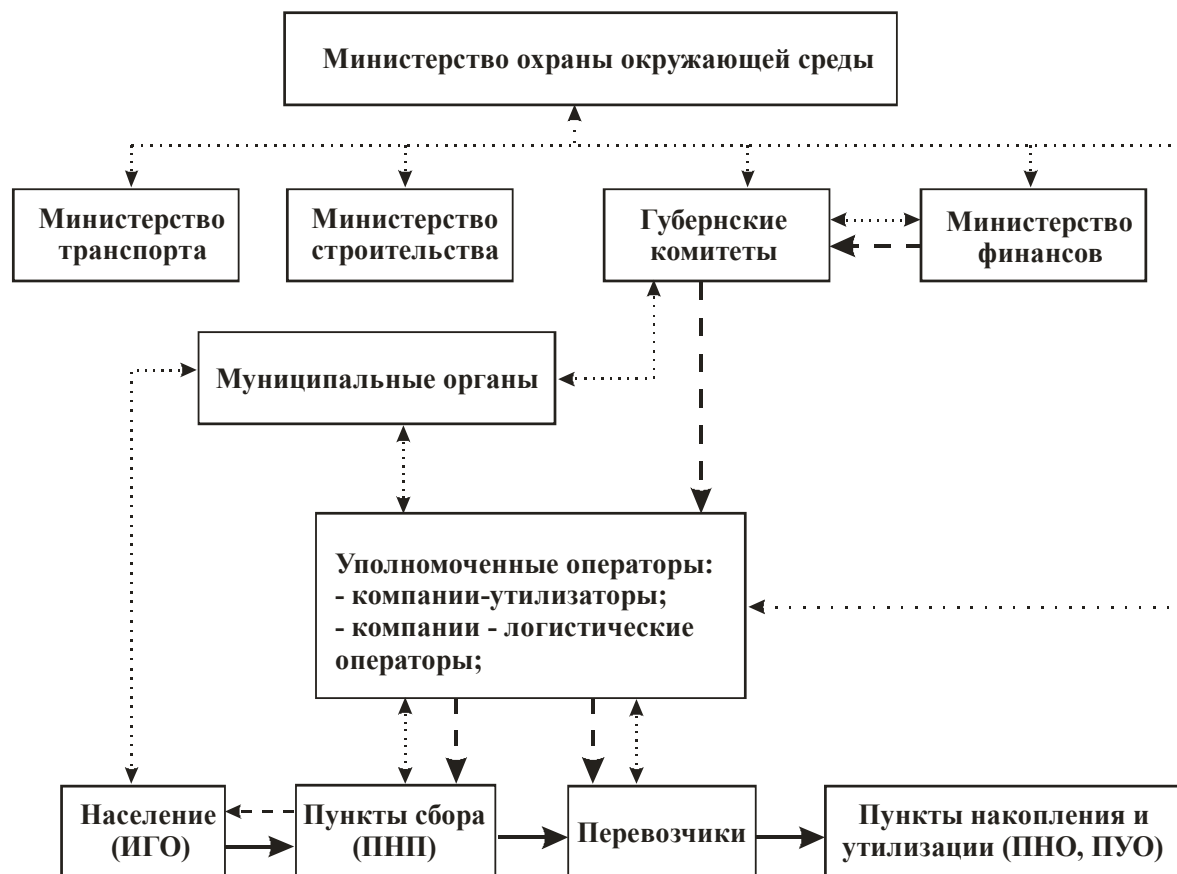 Министерство охраны окружающей среды
Министерство
транспорта
Министерство
строительства
Губернские
комитеты
Министерство
финансов
Муниципальные органы
Уполномоченные операторы:
- компании-утилизаторы;
- компании - логистические
операторы;
Население
(ИГО)
Пункты сбора
(ПНП)
Перевозчики
Пункты накопления и
утилизации (ПНО, ПУО)